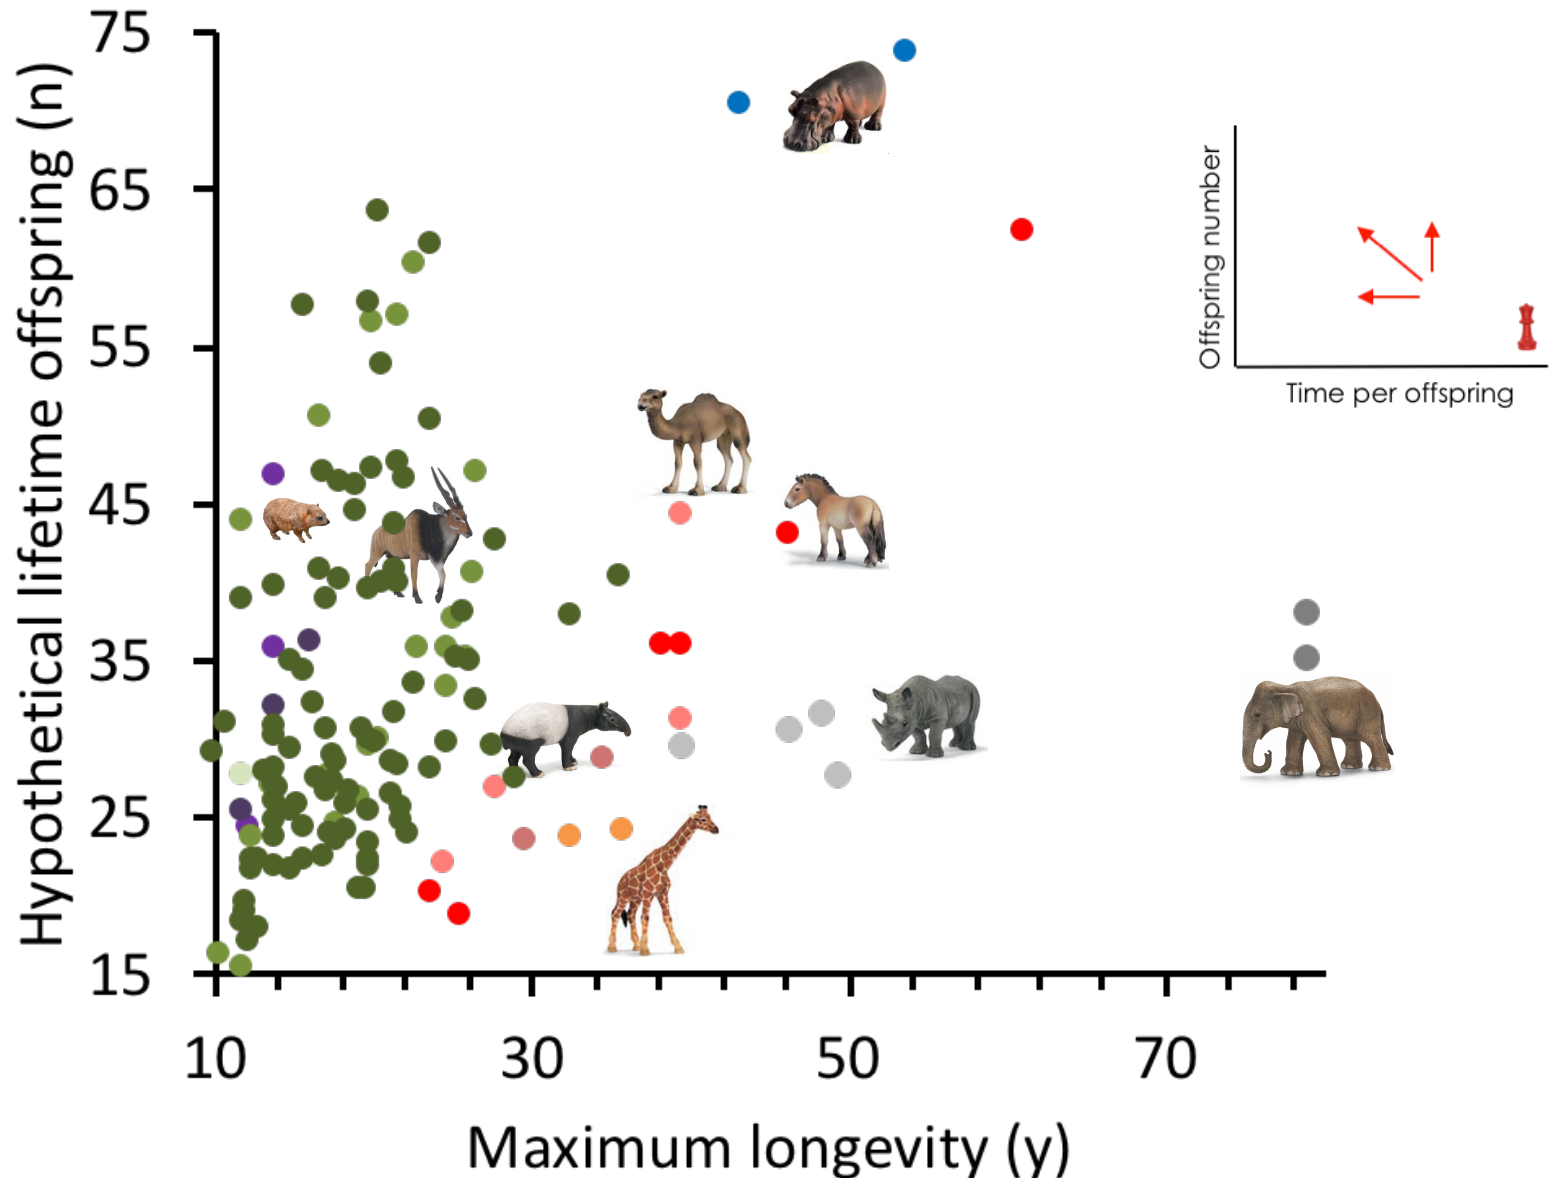 75
65
55
45
35
25
15
Hypothetical lifetime offspring (n)
10 30 50 70
Maximum longevity (y)
Offspring number
Time per offspring